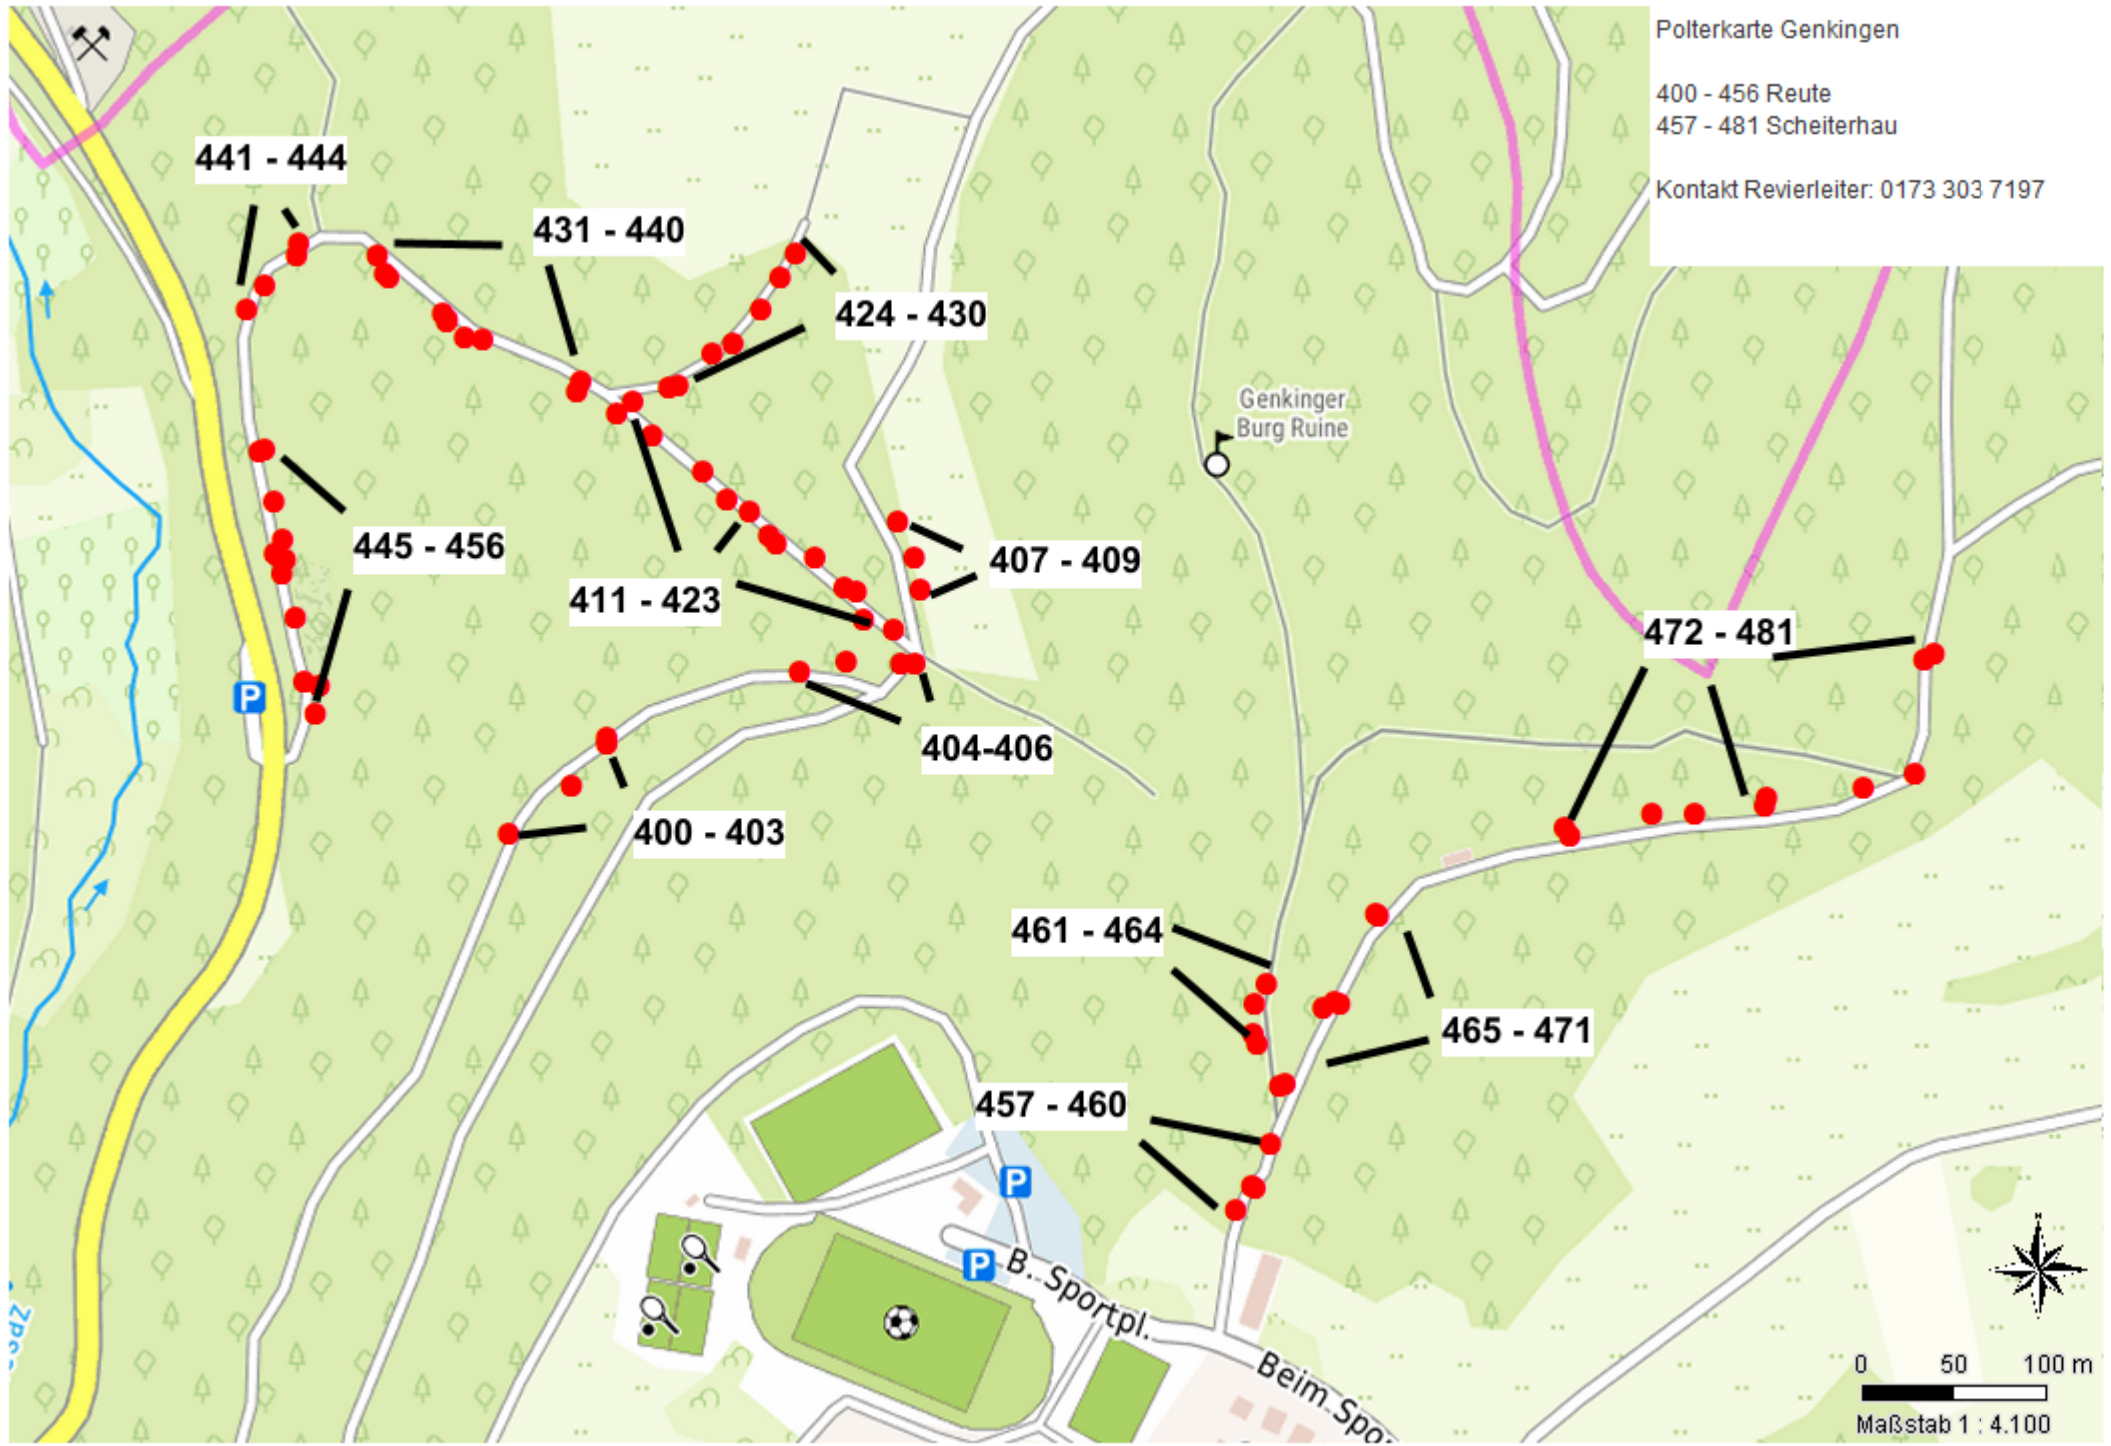 Polterkarte Genkingen
400 - 456 Reute
457 - 481 Scheiterhau
Kontakt Revierleiter: 0173 303 7197
441 - 444
431 - 440
424 - 430
Genkinger
Burg Ruine
445 - 456
407 - 409
411 - 423
472 - 481
P
404-406
400 - 403
461 - 464
465 - 471
457 - 460
P
P
B. Sportpl.
Beim Spo
N
0 50 100 m
Maßstab 1 : 4.100